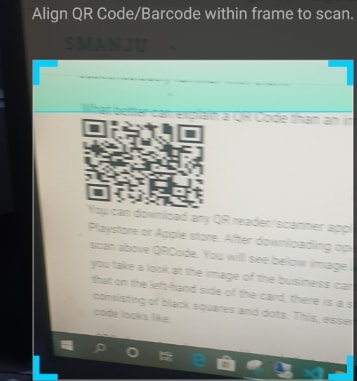 Align QR Code/Barcode within frame to scan.
SMANJU
What better can explain a QR Code than an im
You can download any QR reader/scanner appl
Playstore or Apple store. After downloading ope
scan above QRCode. You will see below image
you take a look at the image of the business car
that on the left-hand side of the card, there is a s
consisting of black squares and dots. This, esse
code looks like.